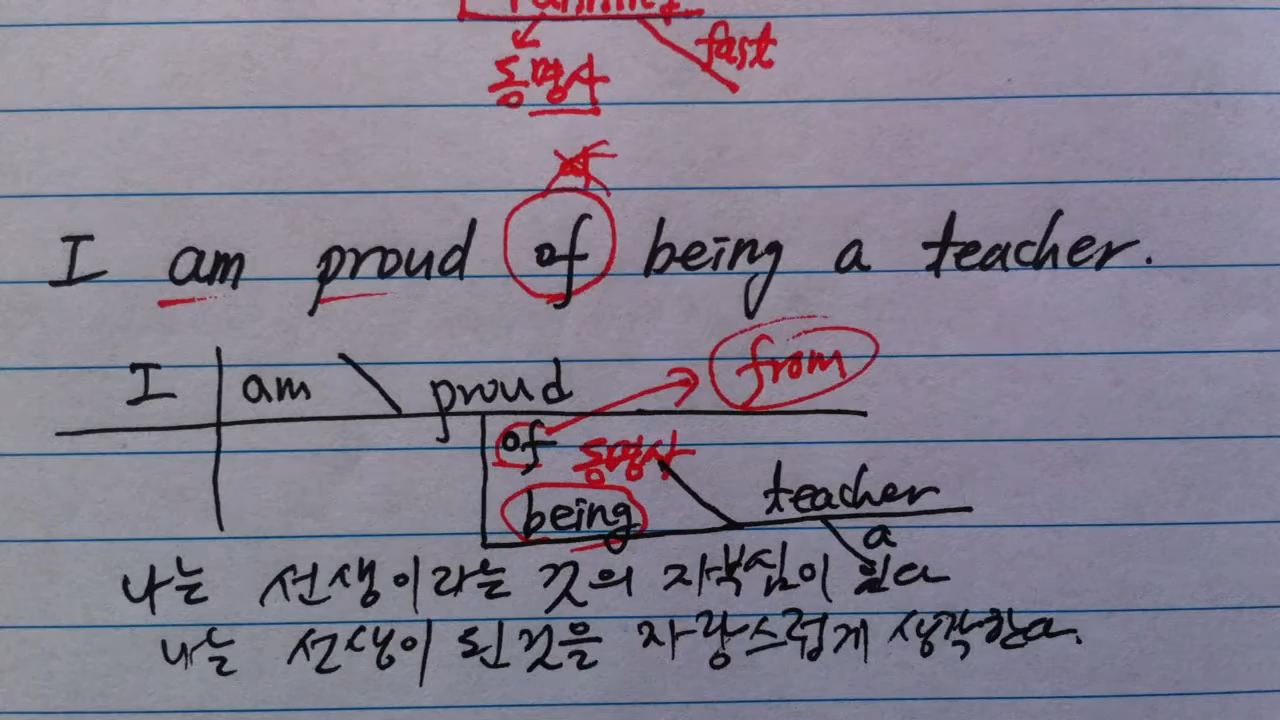 fast
동명사
I am proud of being a teacher.
I am proud from
of 동명사
being teacher
a
나는 선생이라는 것의 자부심이 있다
나는 선생이 된것을 자랑스럽게 생각한다.